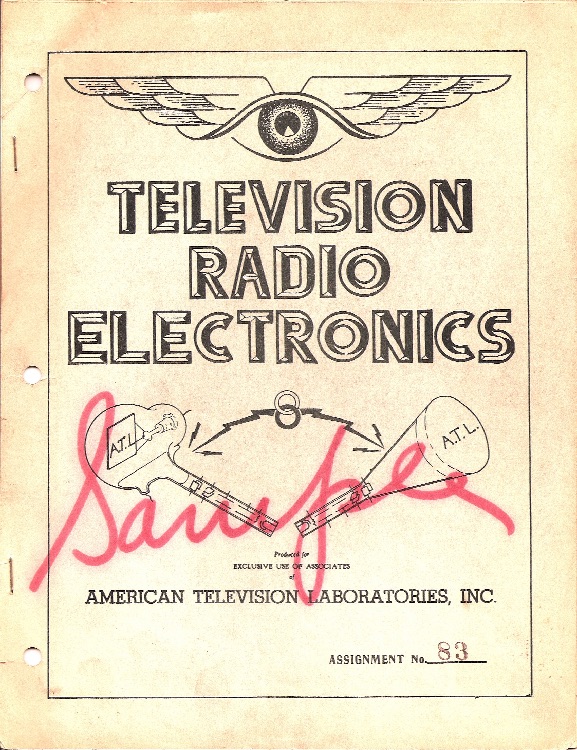 TELEVISION
RADIO
ELECTRONICS
A.T.L.
A.T.L.
Sample
Produced for
EXCLUSIVE USE OF ASSOCIATES
of
AMERICAN TELEVISION LABORATORIES, INC.
ASSIGNMENT No. 83